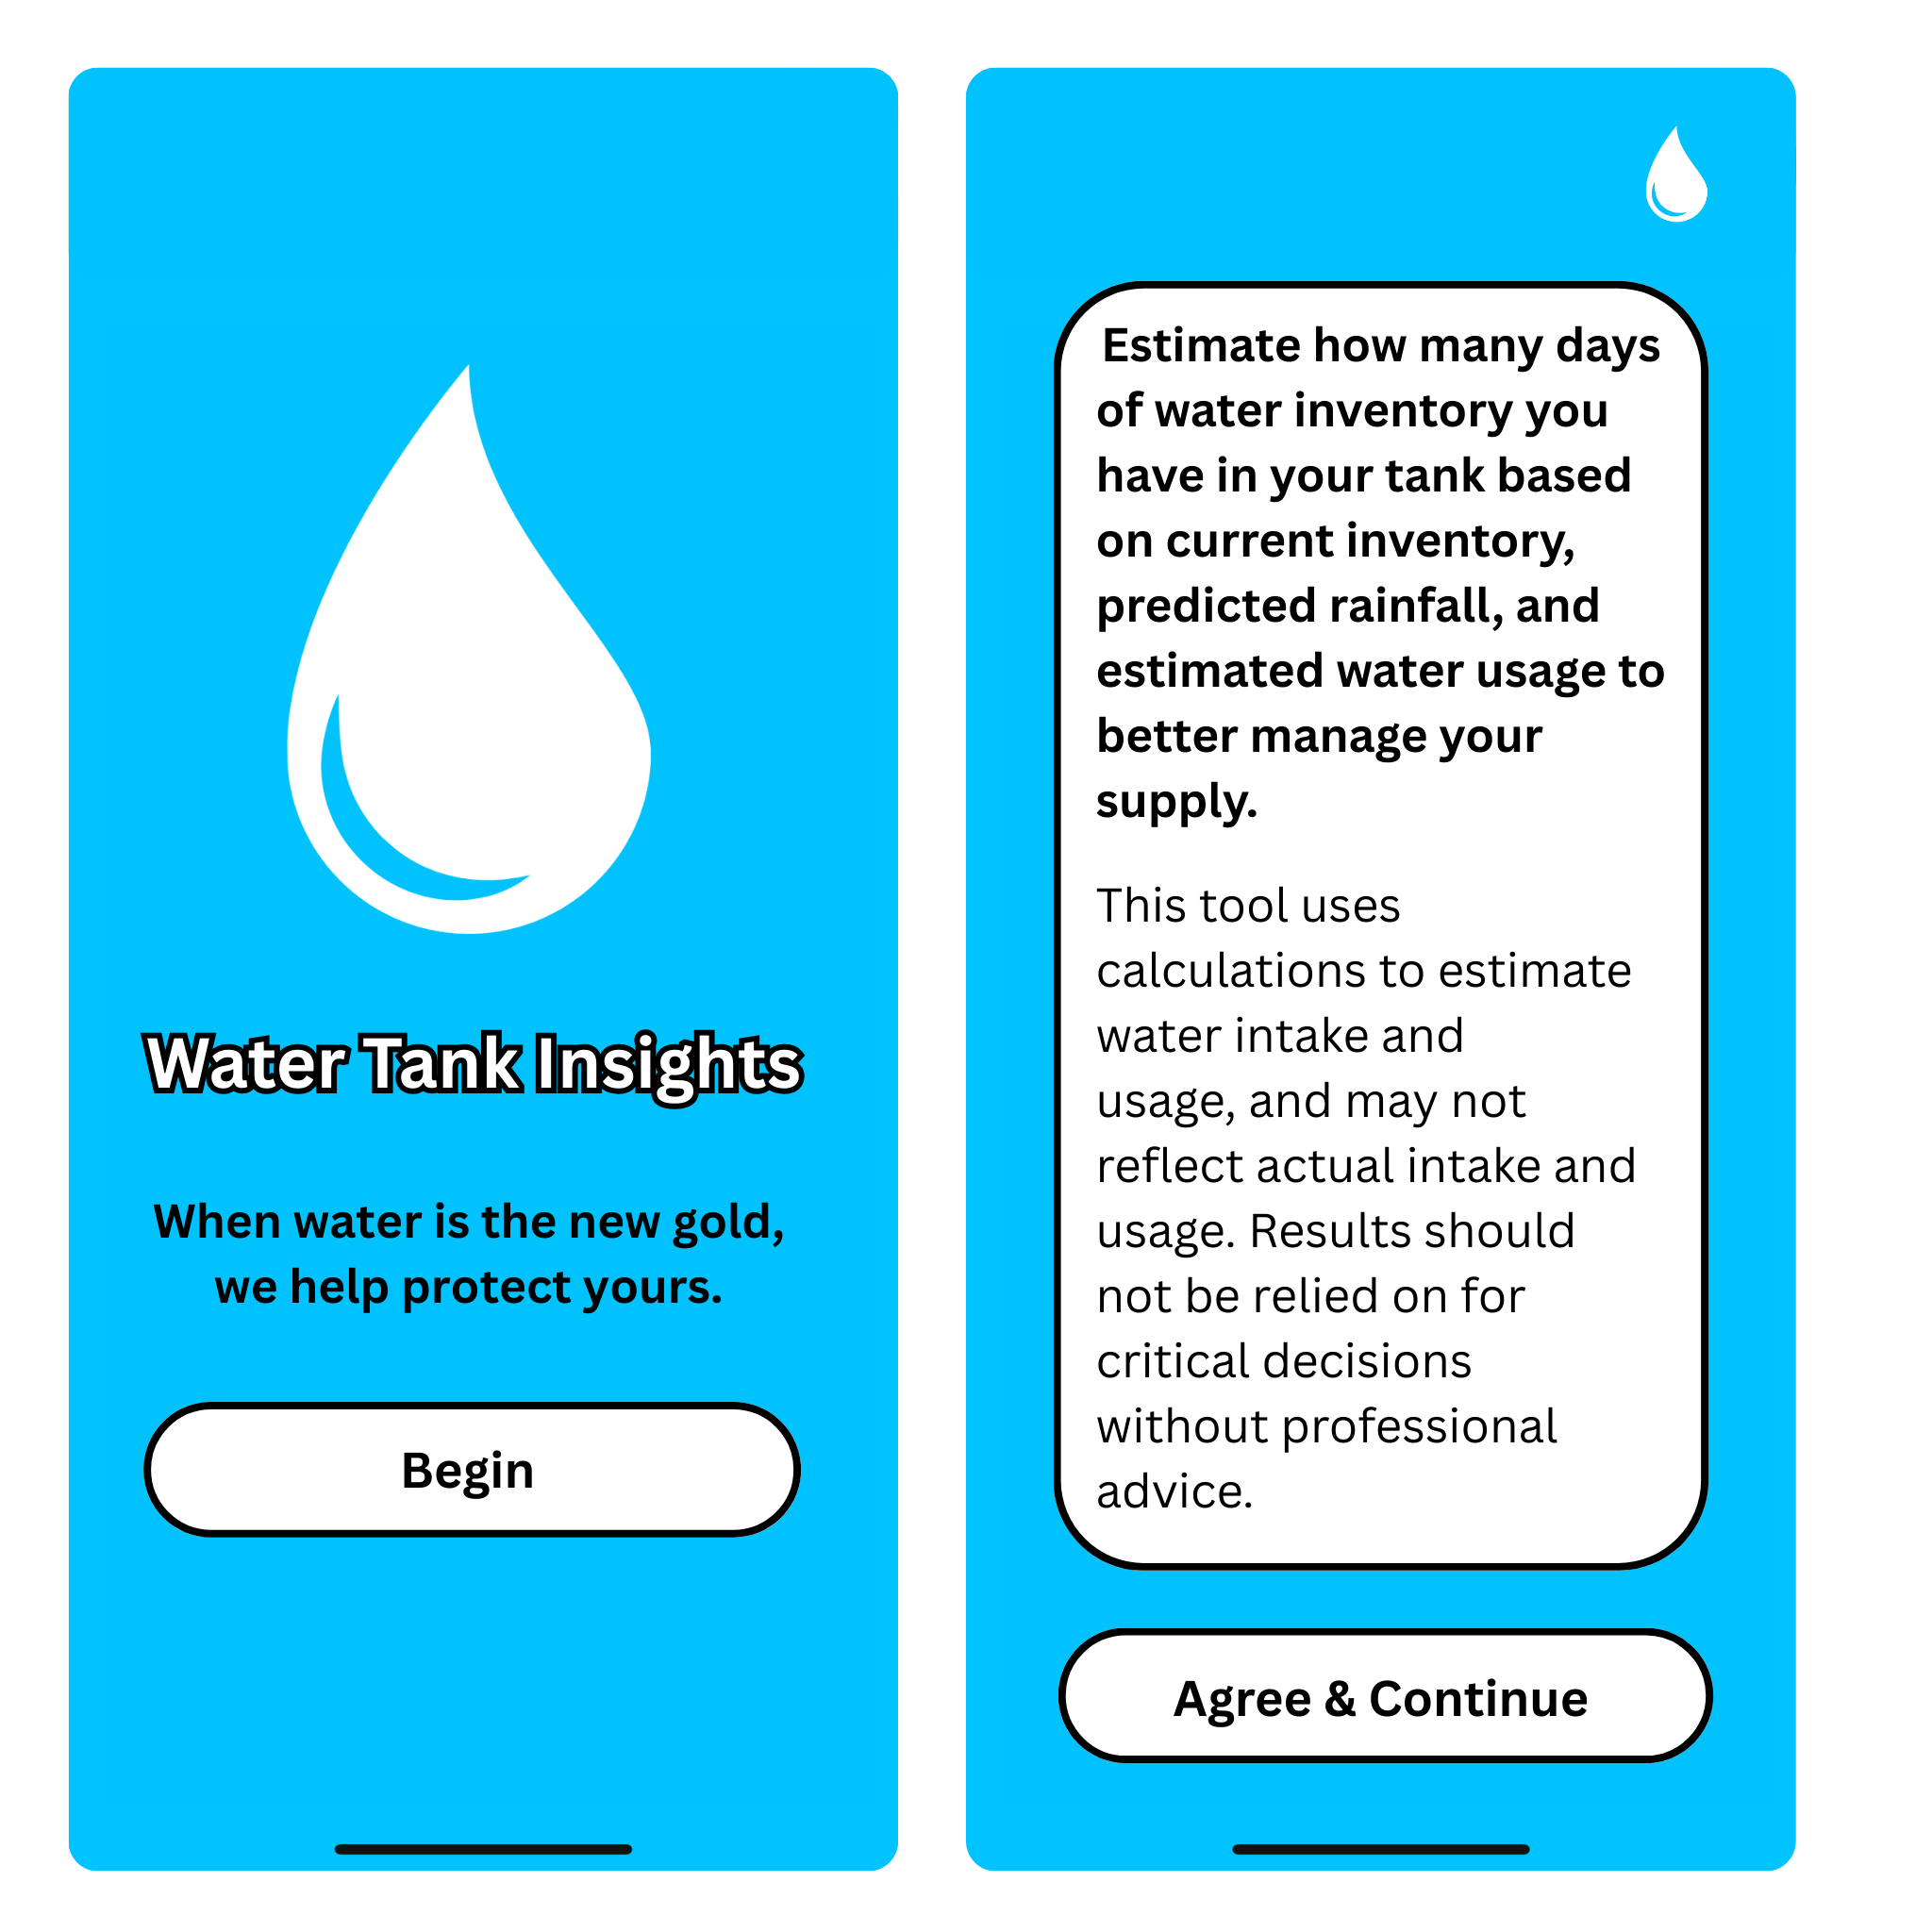 Water Tank Insights
When water is the new gold,
we help protect yours.
Begin
Estimate how many days
of water inventory you
have in your tank based
on current inventory,
predicted rainfall, and
estimated water usage to
better manage your
supply.
This tool uses
calculations to estimate
water intake and
usage, and may not
reflect actual intake and
usage. Results should
not be relied on for
critical decisions
without professional
advice.
Agree & Continue